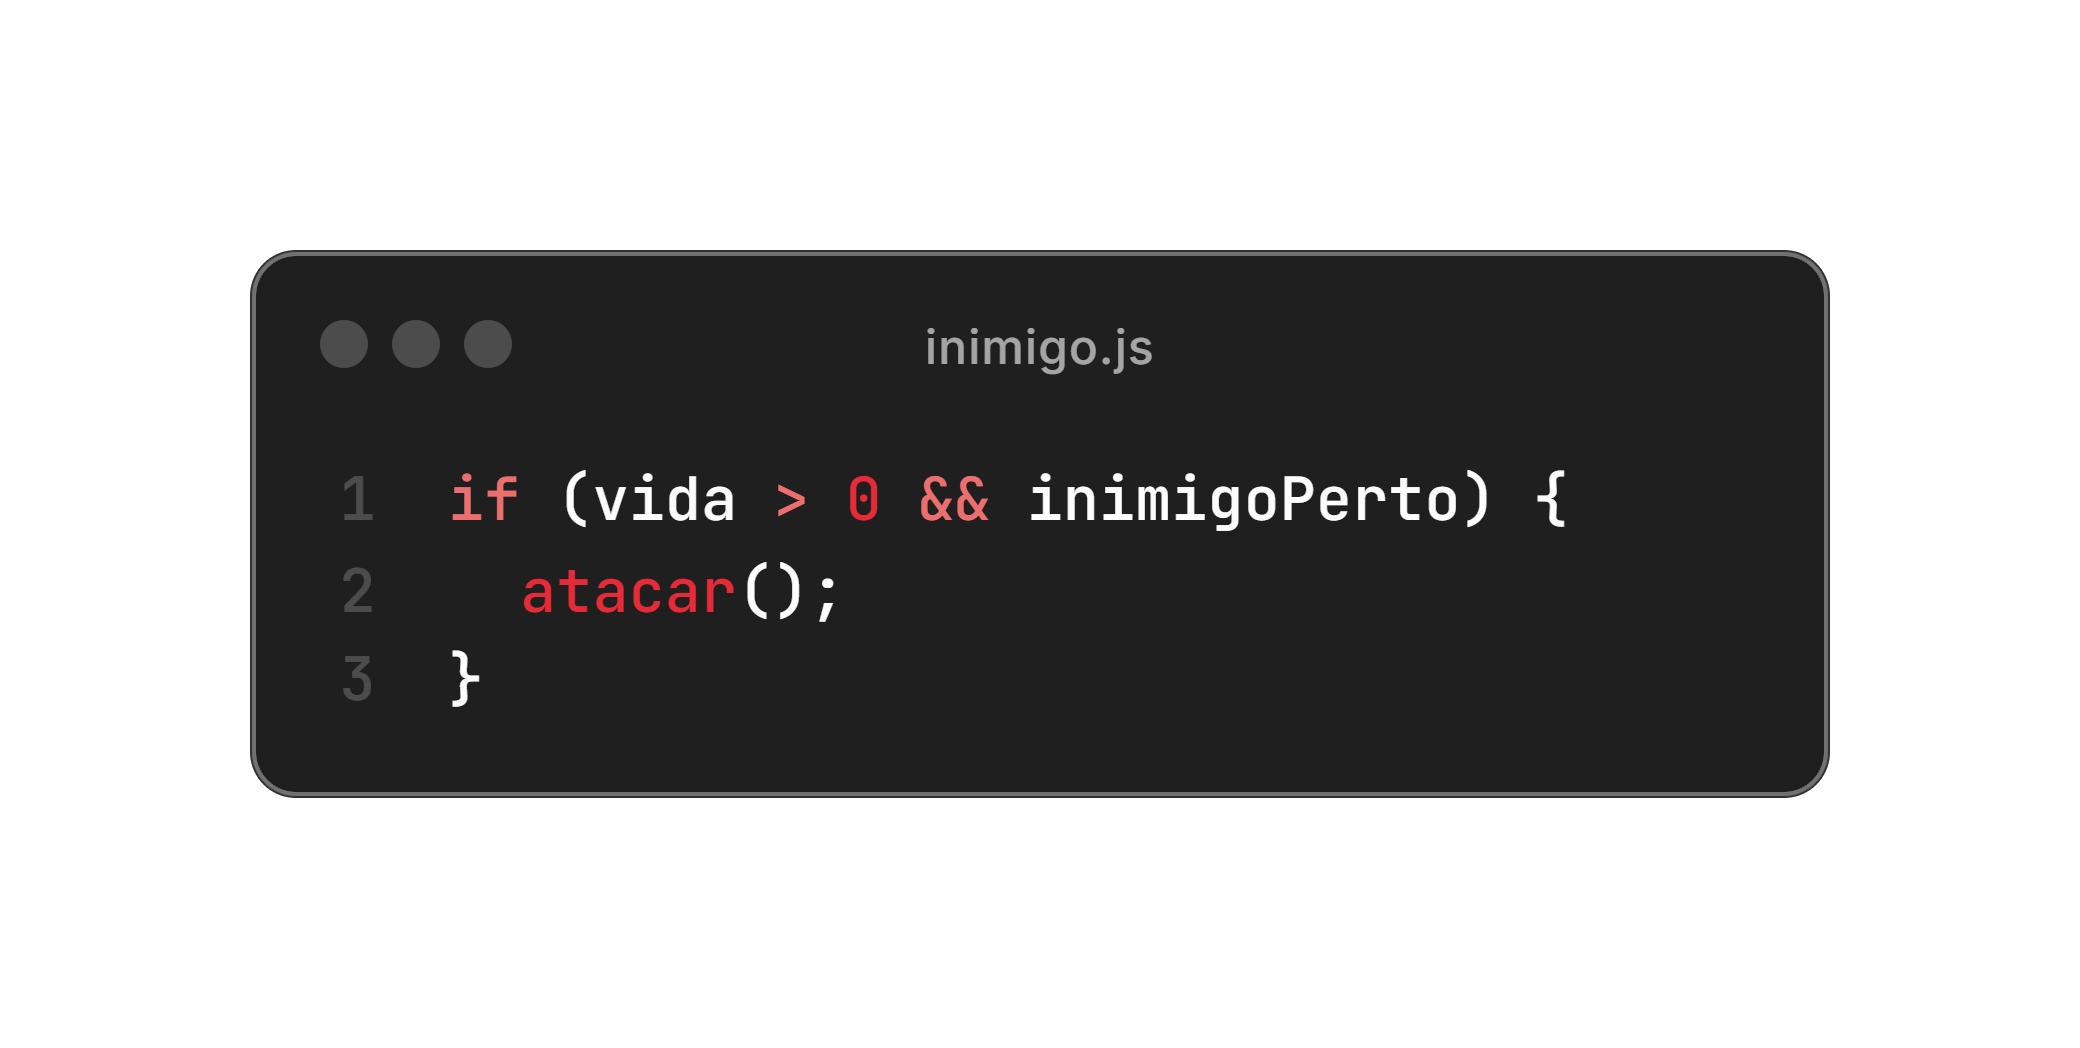 inimigo.js
1 if (vida > 0 && inimigoPerto) {
2   atacar();
3 }